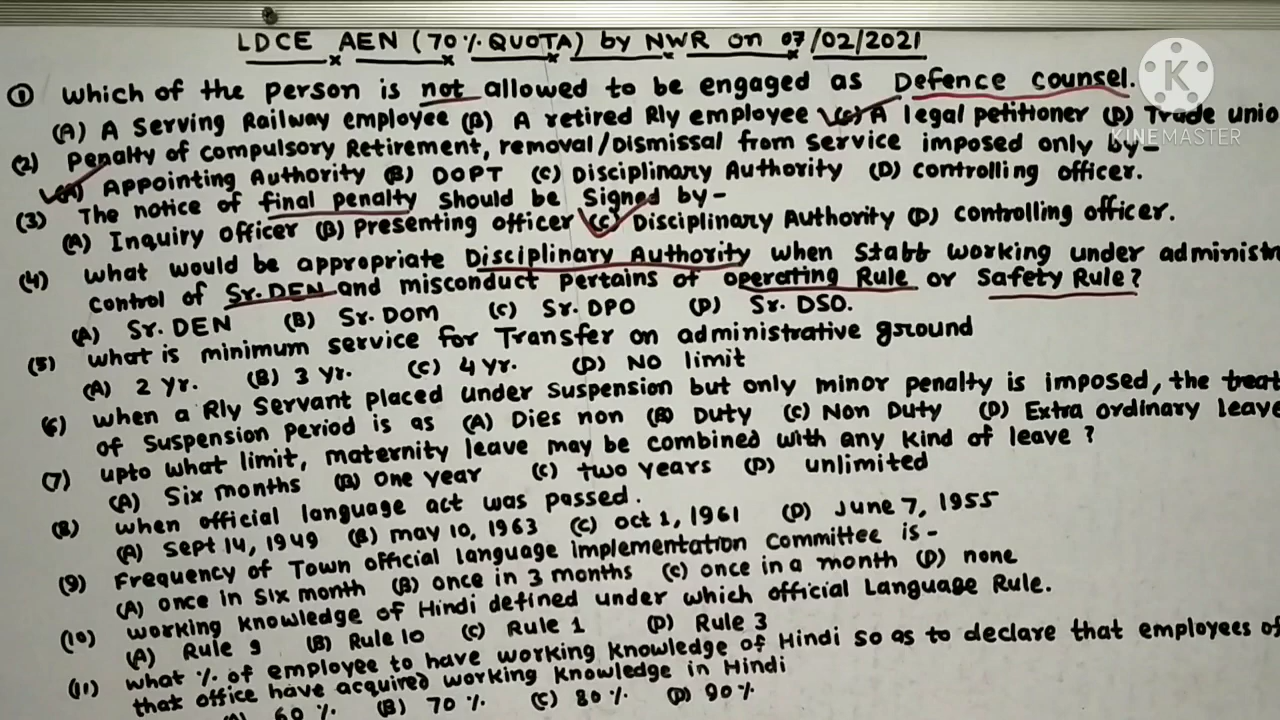 LDCE AEN (70% QUOTA) by NWR on 07/02/2021
① which of the person is not allowed to be engaged as Defence counsel.
(A) A Serving Railway employee (B) A retired Rly employee (C) A legal petitioner (D) Trade unio
(2) Penalty of compulsory Retirement, removal/Dismissal from service imposed only by-
(A) Appointing Authority (B) DOPT (C) Disciplinary Authority (D) controlling officer.
(3) The notice of final penalty should be Signed by-
(A) Inquiry officer (B) Presenting officer (C) Disciplinary Authority (D) controlling officer.
(4) what would be appropriate Disciplinary Authority when Staff working under administr
control of Sr.DEN and misconduct pertains of operating Rule or Safety Rule?
(A) Sr. DEN (B) Sr. DOM (C) Sr. DPO (D) Sr. DSO.
(5) what is minimum service for Transfer on administrative ground
(A) 2 Yr. (B) 3 Yr. (C) 4 Yr. (D) No limit
(6) when a Rly Servant placed under Suspension but only minor penalty is imposed, the treat
of Suspension Period is as (A) Dies non (B) Duty (C) Non Duty (D) Extra ordinary leave
(7) upto what limit, maternity leave may be combined with any kind of leave ?
(A) Six months (B) One year (C) two years (D) unlimited
(8) when official language act was passed.
(A) Sept 14, 1949 (B) may 10, 1963 (C) oct 1, 1961 (D) June 7, 1955
(9) Frequency of Town official language implementation committee is-
(A) once in six month (B) once in 3 months (C) once in a month (D) none
(10) working knowledge of Hindi defined under which official Language Rule.
(A) Rule 9 (B) Rule 10 (C) Rule 1 (D) Rule 3
(11) what % of employee to have working knowledge of Hindi so as to declare that employees of
that office have acquired working knowledge in Hindi
(A) 60 % (B) 70 % (C) 80 % (D) 90 %
K
KINEMASTER